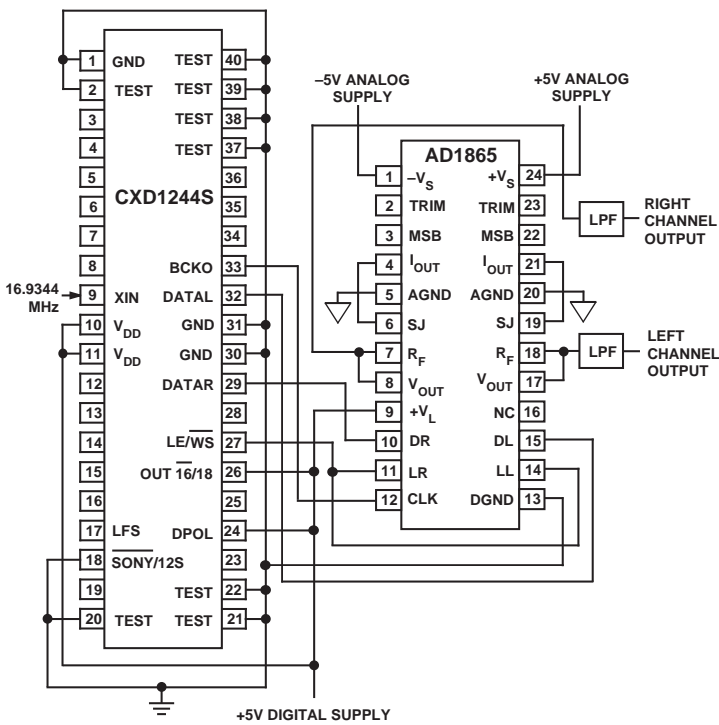 CXD1244S
1 GND
2 TEST
3
4
5
6
7
8
16.9344
MHz
9 XIN
10 VDD
11 VDD
12
13
14
15
16
17 LFS
18 SONY/12S
19
20 TEST
TEST 40
TEST 39
TEST 38
TEST 37
36
35
34
BCKO 33
DATAL 32
GND 31
GND 30
DATAR 29
28
LE/WS 27
OUT 16/18 26
25
DPOL 24
23
TEST 22
TEST 21
–5V ANALOG
SUPPLY
+5V ANALOG
SUPPLY
AD1865
1 –VS
2 TRIM
3 MSB
4 IOUT
5 AGND
6 SJ
7 RF
8 VOUT
9 +VL
10 DR
11 LR
12 CLK
+VS 24
TRIM 23
MSB 22
IOUT 21
AGND 20
SJ 19
RF 18
VOUT 17
NC 16
DL 15
LL 14
DGND 13
LPF
RIGHT
CHANNEL
OUTPUT
LPF
LEFT
CHANNEL
OUTPUT
+5V DIGITAL SUPPLY